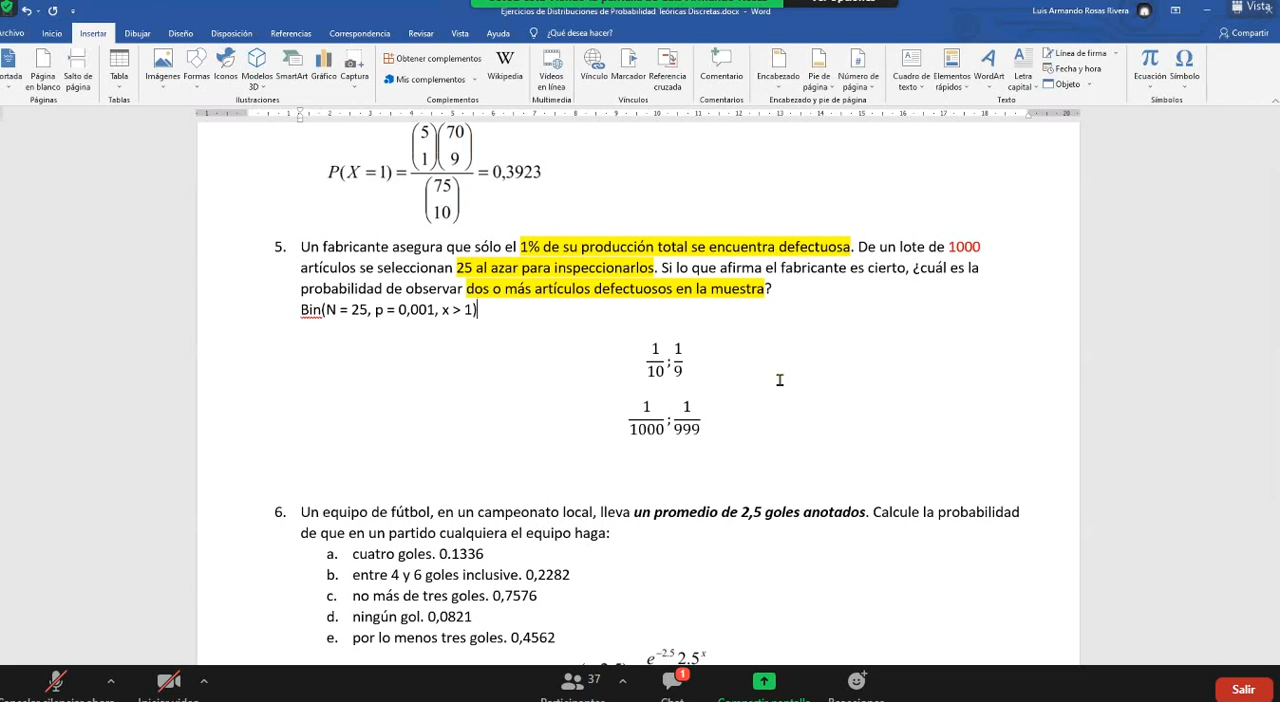 Ejercicios de Distribuciones de Probabilidad Teóricas Discretas.docx - Word
Luis Armando Rosas Rivera
Vista
Inicio Insertar Dibujar Diseño Disposición Referencias Correspondencia Revisar Vista Ayuda ¿Qué desea hacer? Compartir
Obtener complementos
Mis complementos
Línea de firma
Fecha y hora
Objeto
Página en blanco Salto de página Tabla Imágenes Formas Iconos Modelos 3D SmartArt Gráfico Captura Wikipedia Vídeos en línea Vínculo Marcador Referencia cruzada Comentario Encabezado Pie de página Número de página Cuadro de texto Elementos rápidos WordArt Letra capital Ecuación Símbolo
Páginas Tablas Ilustraciones Complementos Multimedia Vínculos Comentarios Encabezado y pie de página Texto Símbolos
P(X = 1) = (5 1)(70 9) / (75 10) = 0,3923
5. Un fabricante asegura que sólo el 1% de su producción total se encuentra defectuosa. De un lote de 1000
artículos se seleccionan 25 al azar para inspeccionarlos. Si lo que afirma el fabricante es cierto, ¿cuál es la
probabilidad de observar dos o más artículos defectuosos en la muestra?
Bin(N = 25, p = 0,001, x > 1)
1/10 ; 1/9
1/1000 ; 1/999
6. Un equipo de fútbol, en un campeonato local, lleva un promedio de 2,5 goles anotados. Calcule la probabilidad
de que en un partido cualquiera el equipo haga:
a. cuatro goles. 0.1336
b. entre 4 y 6 goles inclusive. 0,2282
c. no más de tres goles. 0,7576
d. ningún gol. 0,0821
e. por lo menos tres goles. 0,4562
e^-2.5 2.5^x
37
1
Salir